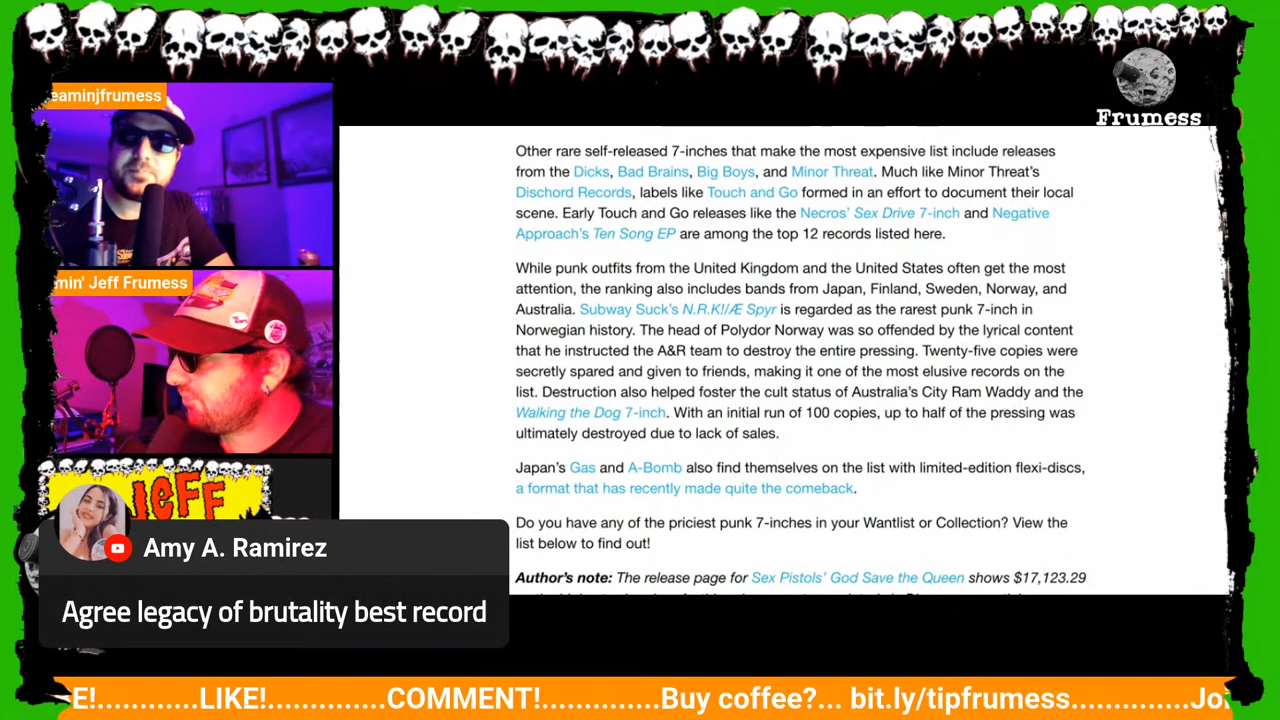 eaminjfrumess
Frumess
Other rare self-released 7-inches that make the most expensive list include releases
from the Dicks, Bad Brains, Big Boys, and Minor Threat. Much like Minor Threat's
Dischord Records, labels like Touch and Go formed in an effort to document their local
scene. Early Touch and Go releases like the Necros' Sex Drive 7-inch and Negative
Approach's Ten Song EP are among the top 12 records listed here.
While punk outfits from the United Kingdom and the United States often get the most
attention, the ranking also includes bands from Japan, Finland, Sweden, Norway, and
Australia. Subway Suck's N.R.K!/Æ Spyr is regarded as the rarest punk 7-inch in
Norwegian history. The head of Polydor Norway was so offended by the lyrical content
that he instructed the A&R team to destroy the entire pressing. Twenty-five copies were
secretly spared and given to friends, making it one of the most elusive records on the
list. Destruction also helped foster the cult status of Australia's City Ram Waddy and the
Walking the Dog 7-inch. With an initial run of 100 copies, up to half of the pressing was
ultimately destroyed due to lack of sales.
Japan's Gas and A-Bomb also find themselves on the list with limited-edition flexi-discs,
a format that has recently made quite the comeback.
Do you have any of the priciest punk 7-inches in your Wantlist or Collection? View the
list below to find out!
Author's note: The release page for Sex Pistols' God Save the Queen shows $17,123.29
min' Jeff Frumess
JEFF
Amy A. Ramirez
Agree legacy of brutality best record
E!...........LIKE!.............COMMENT!.............Buy coffee?... bit.ly/tipfrumess..............Joi